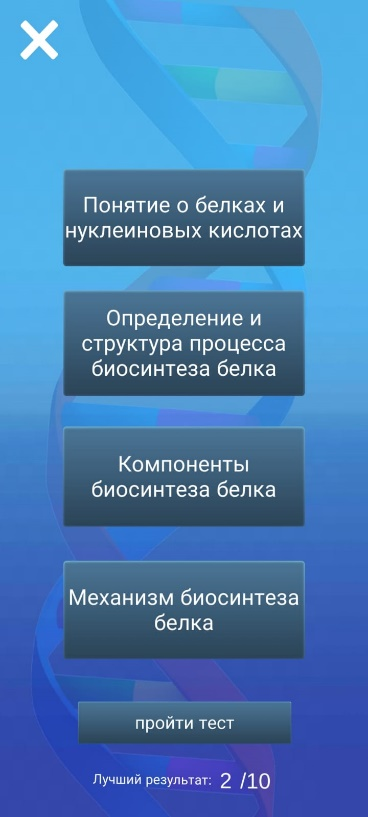 Понятие о белках и
нуклеиновых кислотах
Определение и
структура процесса
биосинтеза белка
Компоненты
биосинтеза белка
Механизм биосинтеза
белка
пройти тест
Лучший результат: 2 /10